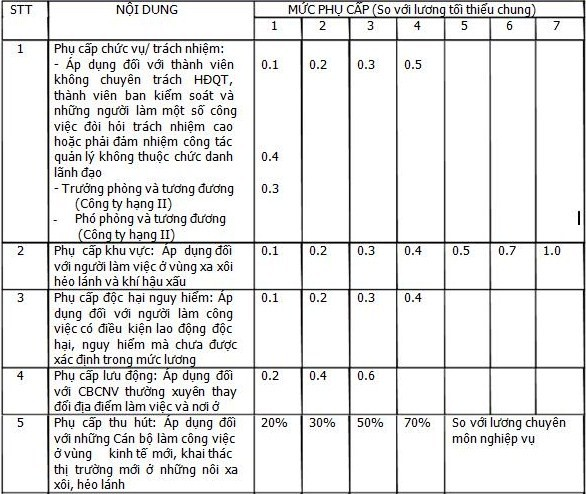 STT NỘI DUNG MỨC PHỤ CẤP (So với lương tối thiểu chung)
1 2 3 4 5 6 7
1 Phụ cấp chức vụ/ trách nhiệm:
- Áp dụng đối với thành viên 0.1 0.2 0.3 0.5
không chuyên trách HĐQT,
thành viên ban kiểm soát và
những người làm một số công
việc đòi hỏi trách nhiệm cao
hoặc phải đảm nhiệm công tác
quản lý không thuộc chức danh 0.4
lãnh đạo
- Trưởng phòng và tương đương 0.3
(Công ty hạng II)
- Phó phòng và tương đương
(Công ty hạng II)
2 Phụ cấp khu vực: Áp dụng đối 0.1 0.2 0.3 0.4 0.5 0.7 1.0
với người làm việc ở vùng xa xôi
hẻo lánh và khí hậu xấu
3 Phụ cấp độc hại nguy hiểm: Áp 0.1 0.2 0.3 0.4
dụng đối với người làm công
việc có điều kiện lao động độc
hại, nguy hiểm mà chưa được
xác định trong mức lương
4 Phụ cấp lưu động: Áp dụng đối 0.2 0.4 0.6
với CBCNV thường xuyên thay
đổi địa điểm làm việc và nơi ở
5 Phụ cấp thu hút: Áp dụng đối 20% 30% 50% 70% So với lương chuyên
với những Cán bộ làm công việc môn nghiệp vụ
ở vùng kinh tế mới, khai thác
thị trường mới ở những nôi xa
xôi, hẻo lánh